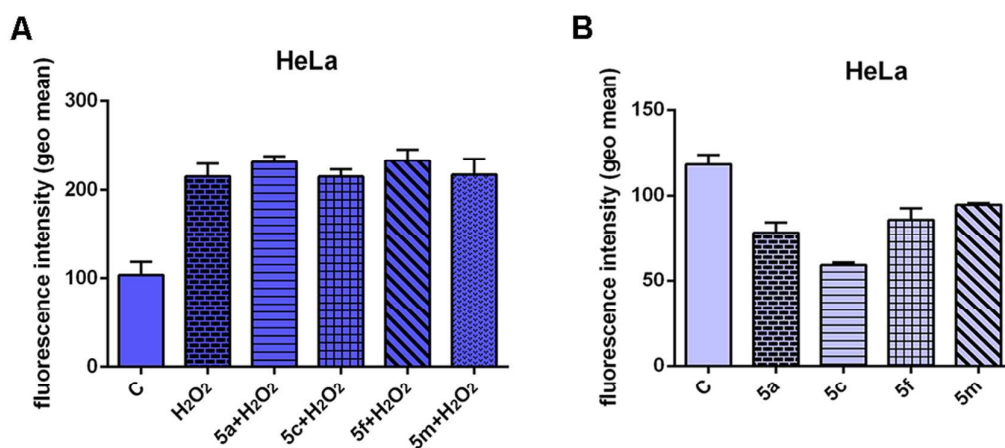 A
HeLa
fluorescence intensity (geo mean)
300
200
100
0
C
H₂O₂
5a+H₂O₂
5c+H₂O₂
5f+H₂O₂
5m+H₂O₂
B
HeLa
fluorescence intensity (geo mean)
150
100
50
0
C
5a
5c
5f
5m